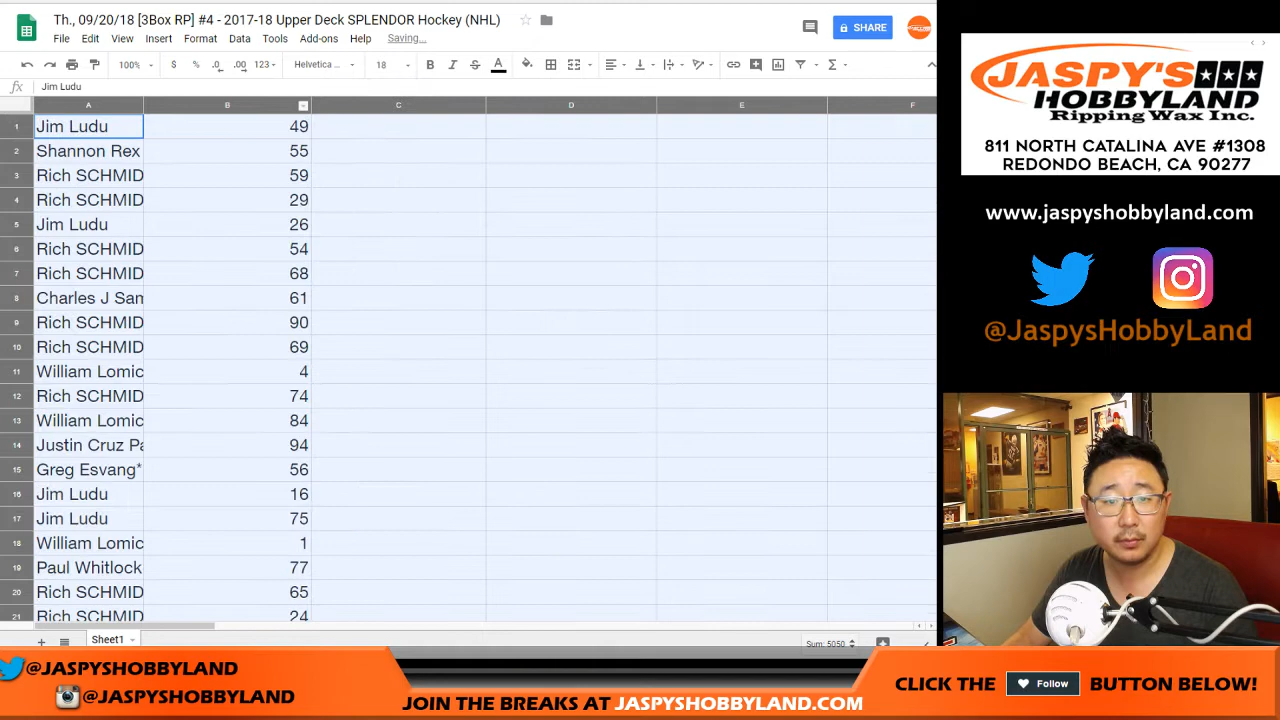 Th., 09/20/18 [3Box RP] #4 - 2017-18 Upper Deck SPLENDOR Hockey (NHL)
File Edit View Insert Format Data Tools Add-ons Help Saving...
SHARE
100% $ % .0 .00 123 Helvetica ... 18 B I S A
fx Jim Ludu
A B C D E F
1 Jim Ludu 49
2 Shannon Rex 55
3 Rich SCHMID 59
4 Rich SCHMID 29
5 Jim Ludu 26
6 Rich SCHMID 54
7 Rich SCHMID 68
8 Charles J Sam 61
9 Rich SCHMID 90
10 Rich SCHMID 69
11 William Lomic 4
12 Rich SCHMID 74
13 William Lomic 84
14 Justin Cruz Pa 94
15 Greg Esvang* 56
16 Jim Ludu 16
17 Jim Ludu 75
18 William Lomic 1
19 Paul Whitlock 77
20 Rich SCHMID 65
21 Rich SCHMID 24
Sheet1
Sum: 5050
JASPY'S
HOBBYLAND
Ripping Wax Inc.
811 NORTH CATALINA AVE #1308
REDONDO BEACH, CA 90277
www.jaspyshobbyland.com
@JaspysHobbyLand
@JASPYSHOBBYLAND
@JASPYSHOBBYLAND
JOIN THE BREAKS AT JASPYSHOBBYLAND.COM
CLICK THE Follow BUTTON BELOW!